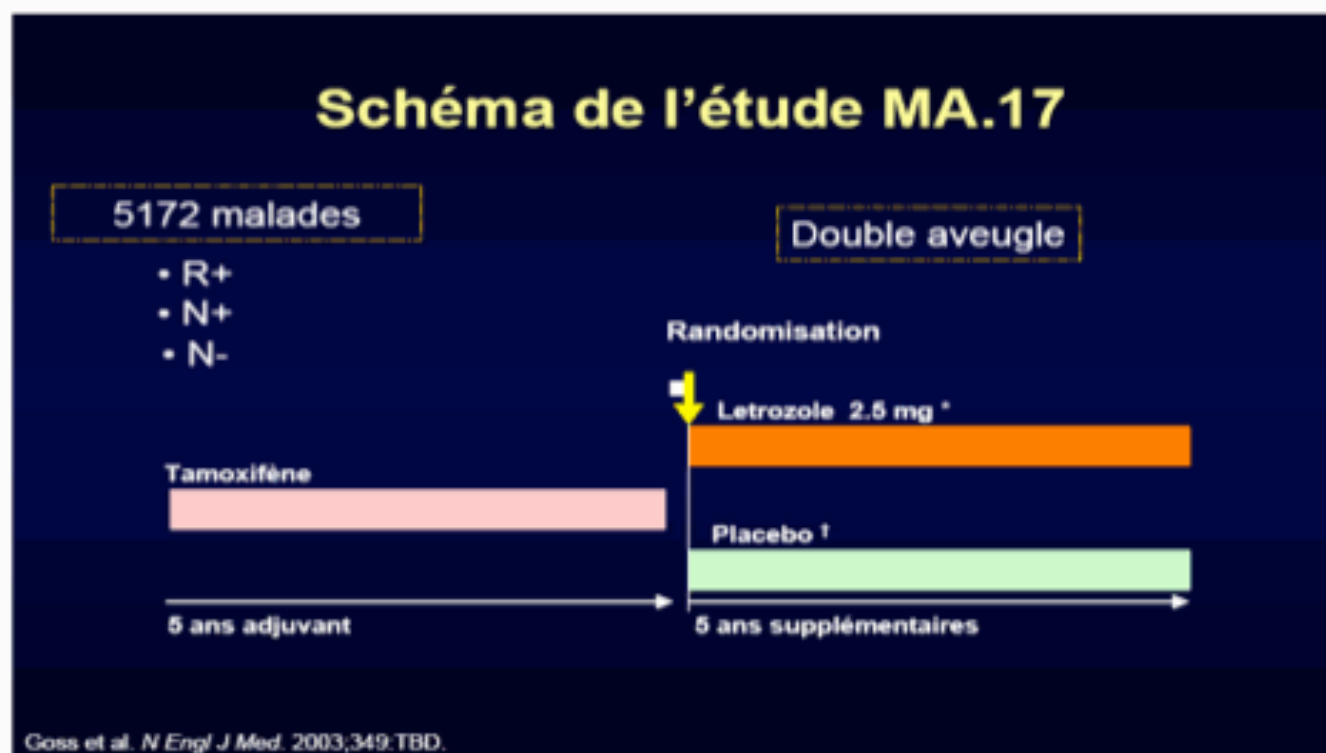 Schéma de l'étude MA.17
5172 malades
• R+
• N+
• N-
Double aveugle
Randomisation
Letrozole 2.5 mg *
Tamoxifène
Placebo †
5 ans adjuvant
5 ans supplémentaires
Goss et al. N Engl J Med. 2003;349:TBD.